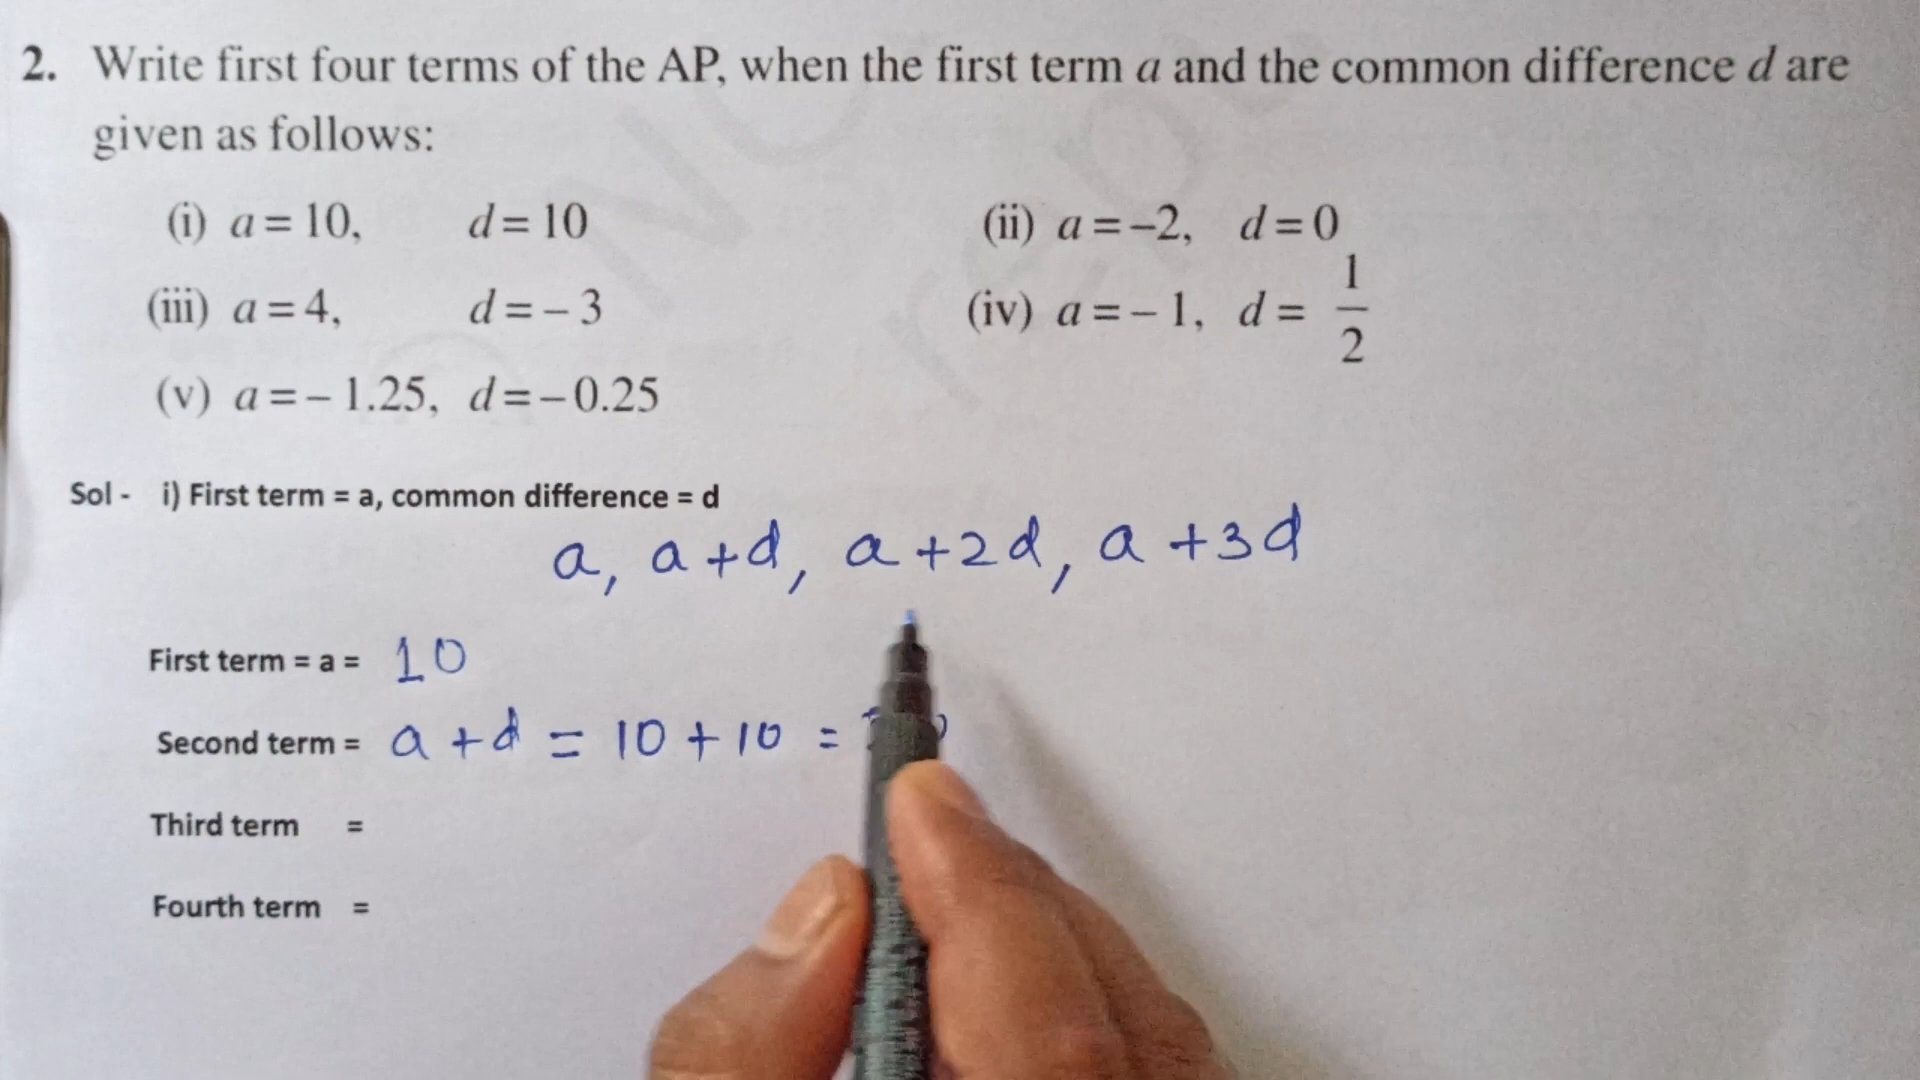 2. Write first four terms of the AP, when the first term a and the common difference d are
given as follows:
(i) a = 10, d = 10 (ii) a = –2, d = 0
(iii) a = 4, d = – 3 (iv) a = – 1, d = 1/2
(v) a = – 1.25, d = – 0.25
Sol - i) First term = a, common difference = d
a, a+d, a+2d, a+3d
First term = a = 10
Second term = a+d = 10+10 =
Third term =
Fourth term =